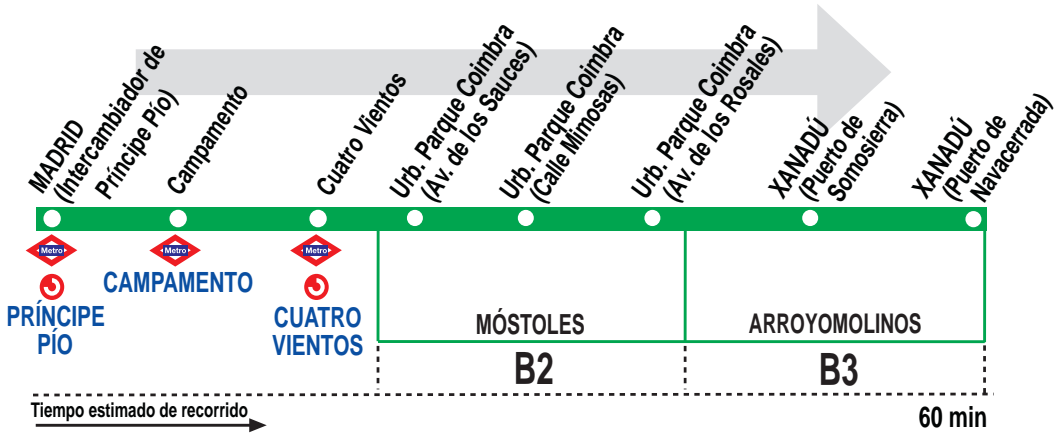 MADRID
(Intercambiador de
Príncipe Pío)
Campamento
Cuatro Vientos
Urb. Parque Coimbra
(Av. de los Sauces)
Urb. Parque Coimbra
(Calle Mimosas)
Urb. Parque Coimbra
(Av. de los Rosales)
XANADÚ
(Puerto de
Somosierra)
XANADÚ
(Puerto de
Navacerrada)
Metro
Metro
Metro
PRÍNCIPE
PÍO
CAMPAMENTO
CUATRO
VIENTOS
MÓSTOLES
ARROYOMOLINOS
B2
B3
Tiempo estimado de recorrido
60 min